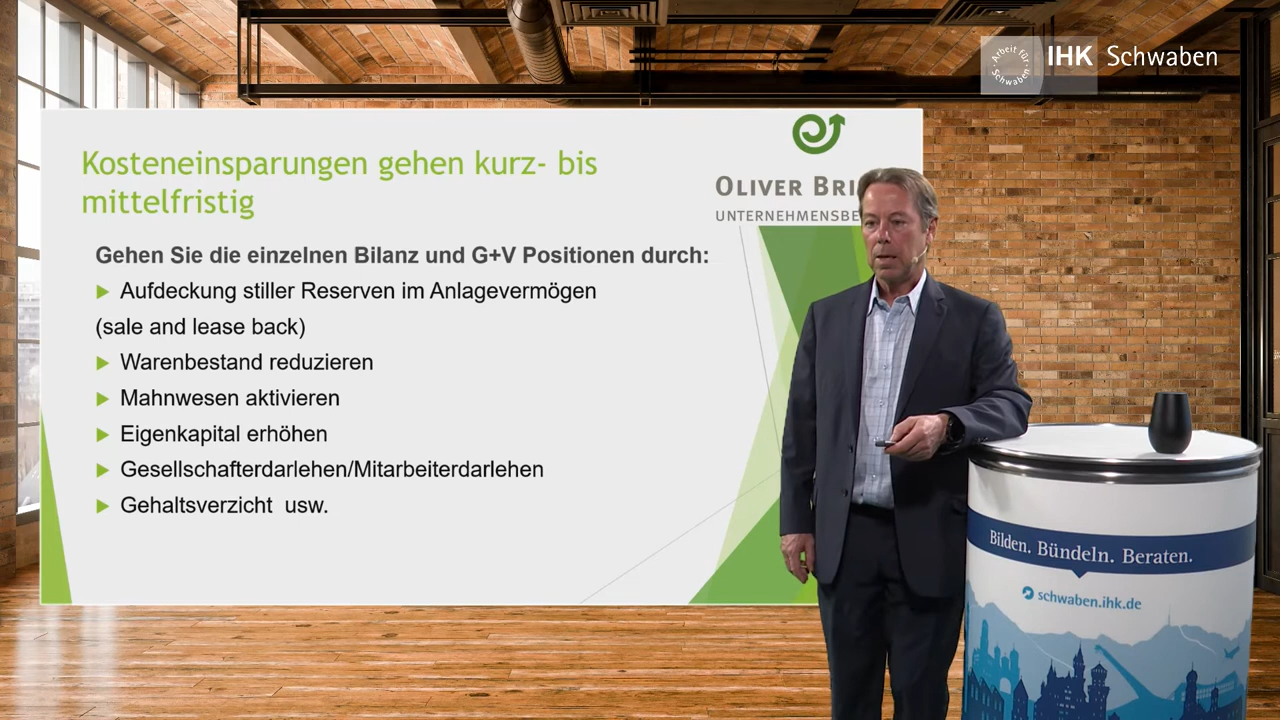 Arbeit für Schwaben
IHK Schwaben
Kosteneinsparungen gehen kurz- bis
mittelfristig
OLIVER
UNTERNEHMENSBE
Gehen Sie die einzelnen Bilanz und G+V Positionen durch:
Aufdeckung stiller Reserven im Anlagevermögen
(sale and lease back)
Warenbestand reduzieren
Mahnwesen aktivieren
Eigenkapital erhöhen
Gesellschafterdarlehen/Mitarbeiterdarlehen
Gehaltsverzicht usw.
Bilden. Bündeln. Beraten.
schwaben.ihk.de